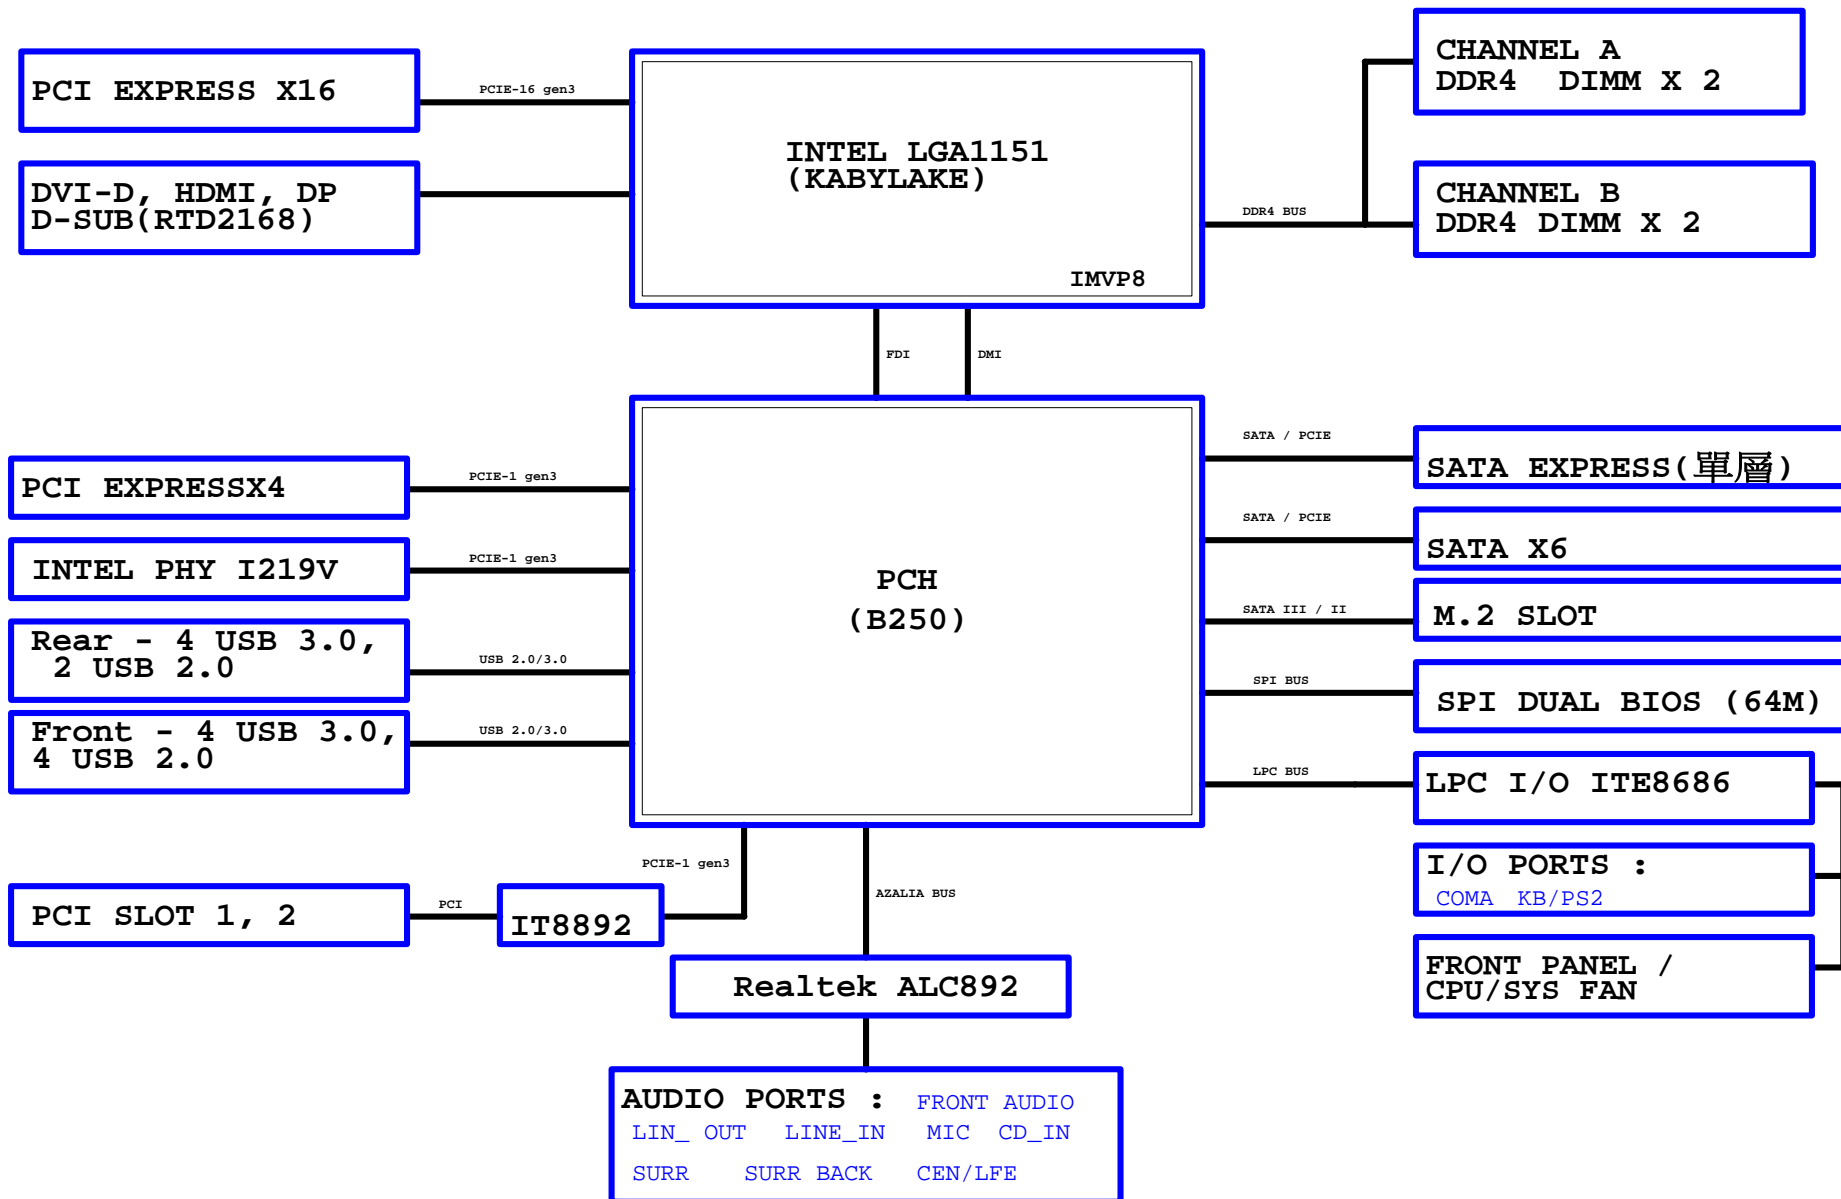 PCI EXPRESS X16
PCIE-16 gen3
DVI-D, HDMI, DP
D-SUB(RTD2168)
INTEL LGA1151
(KABYLAKE)
IMVP8
DDR4 BUS
CHANNEL A
DDR4 DIMM X 2
CHANNEL B
DDR4 DIMM X 2
FDI
DMI
PCI EXPRESSX4
PCIE-1 gen3
INTEL PHY I219V
PCIE-1 gen3
Rear - 4 USB 3.0,
2 USB 2.0
USB 2.0/3.0
Front - 4 USB 3.0,
4 USB 2.0
USB 2.0/3.0
PCH
(B250)
SATA / PCIE
SATA EXPRESS(單層)
SATA / PCIE
SATA X6
SATA III / II
M.2 SLOT
SPI BUS
SPI DUAL BIOS (64M)
LPC BUS
LPC I/O ITE8686
I/O PORTS :
COMA KB/PS2
FRONT PANEL /
CPU/SYS FAN
PCI SLOT 1, 2
PCI
IT8892
PCIE-1 gen3
AZALIA BUS
Realtek ALC892
AUDIO PORTS : FRONT AUDIO
LIN_ OUT LINE_IN MIC CD_IN
SURR SURR BACK CEN/LFE